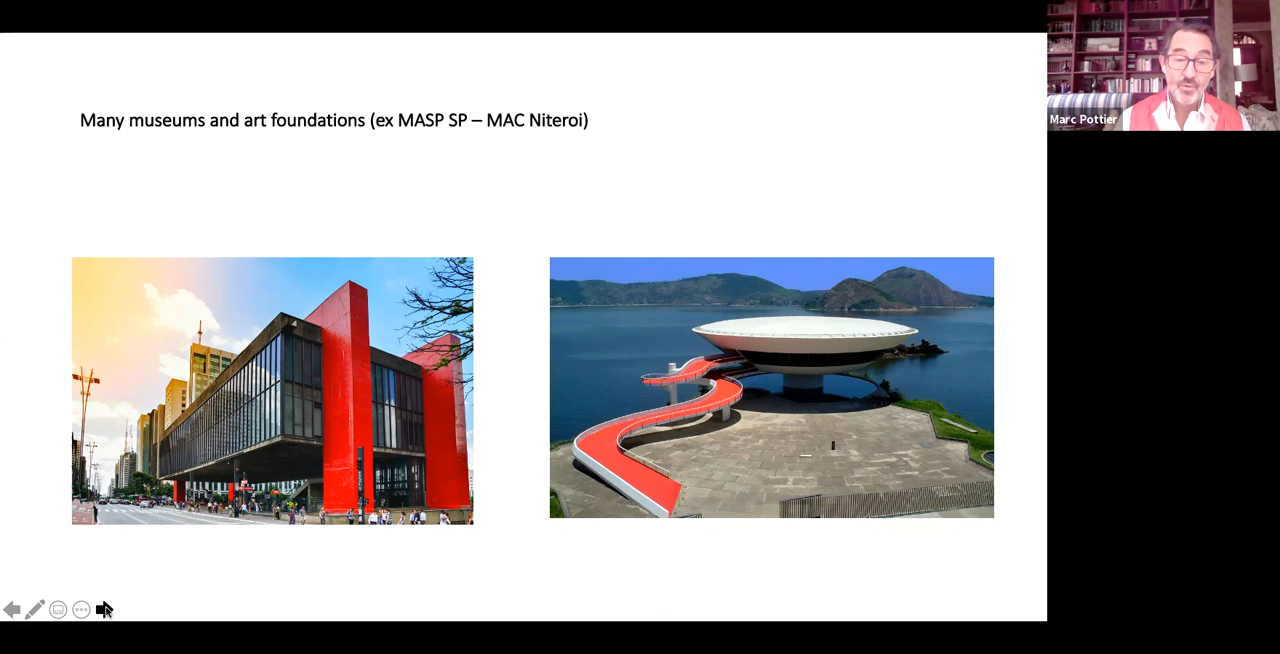 Many museums and art foundations (ex MASP SP – MAC Niteroi)
Marc Pottier